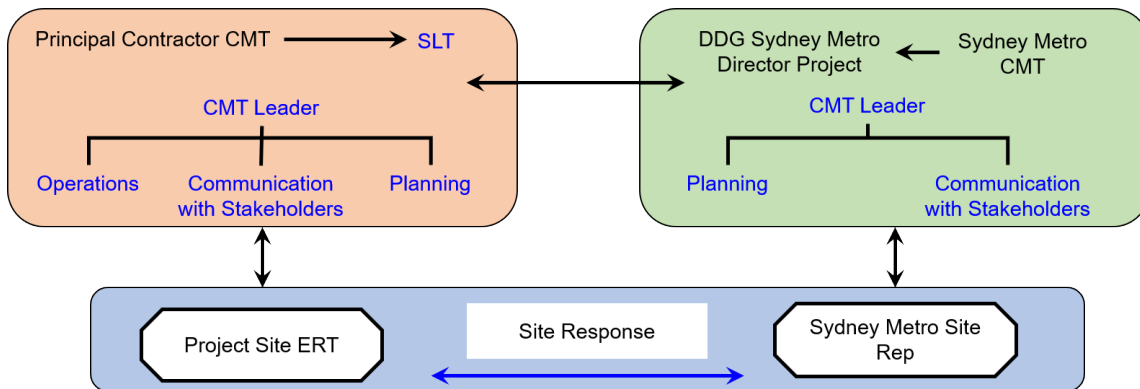 Principal Contractor CMT
SLT
CMT Leader
Operations
Communication
with Stakeholders
Planning
DDG Sydney Metro
Director Project
Sydney Metro
CMT
CMT Leader
Planning
Communication
with Stakeholders
Project Site ERT
Site Response
Sydney Metro Site
Rep